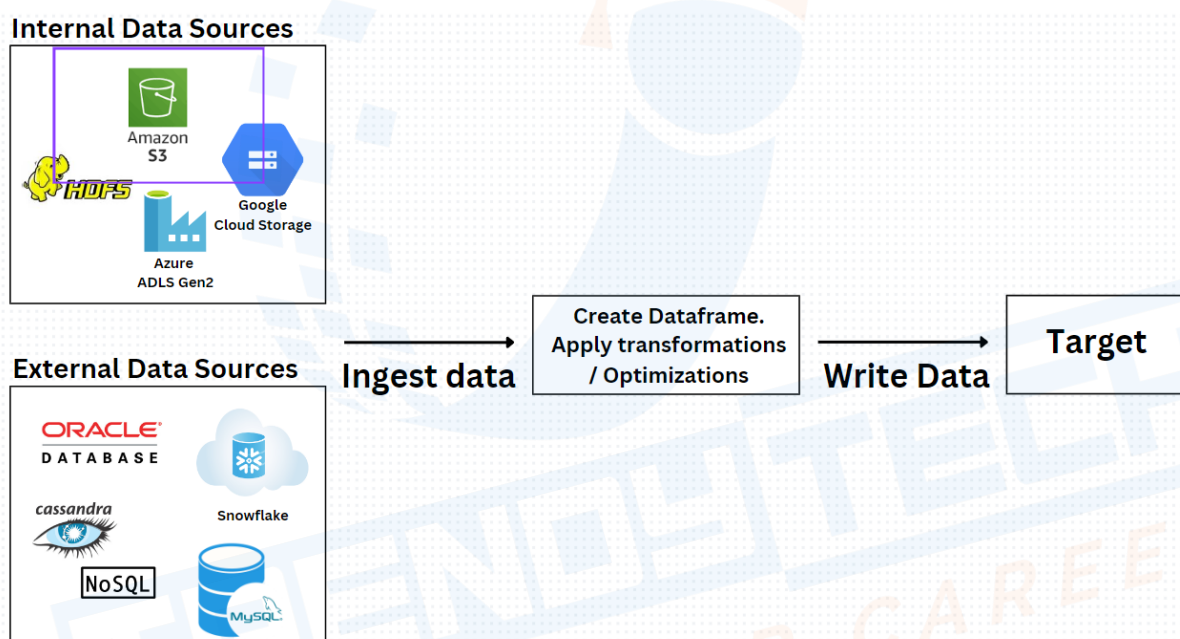 Internal Data Sources
Amazon
S3
HDFS
Google
Cloud Storage
Azure
ADLS Gen2
External Data Sources
ORACLE
DATABASE
Snowflake
cassandra
NoSQL
MySQL
Ingest data
Create Dataframe.
Apply transformations
/ Optimizations
Write Data
Target